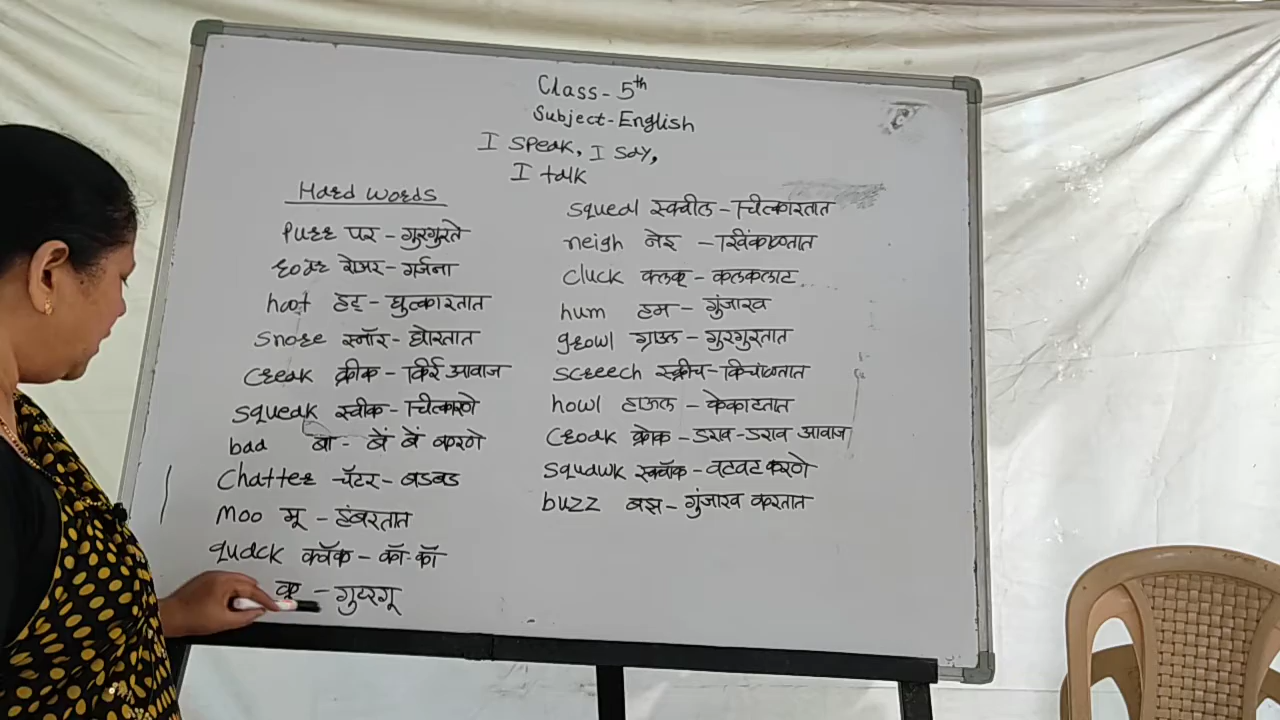 Class-5th
Subject-English
I speak, I say,
I talk
Hard words
Purr पर - गुरगुरते
roar रोअर - गर्जना
hoot हूट - घुत्कारतात
snore स्नॉर - घोरतात
creak क्रीक - किर्र आवाज
squeak स्वीक - चित्कारणे
baa बा - बें बें करणे
Chatter चॅटर - बडबड
Moo मू - हंबरतात
quack क्वॅक - कॉ-कॉ
कू - गुटरगू
squeal स्क्वील - चित्कारतात
neigh नेइ - खिंकाळतात
cluck क्लक् - कलकलाट
hum हम - गुंजारव
growl ग्राऊल - गुरगुरतात
screech स्क्रीच - किंचाळतात
howl हाऊल - केकाटतात
croak क्रोक - डराव-डराव आवाज
squawk स्क्वॉक - वटवट करणे
buzz बझ - गुंजारव करतात